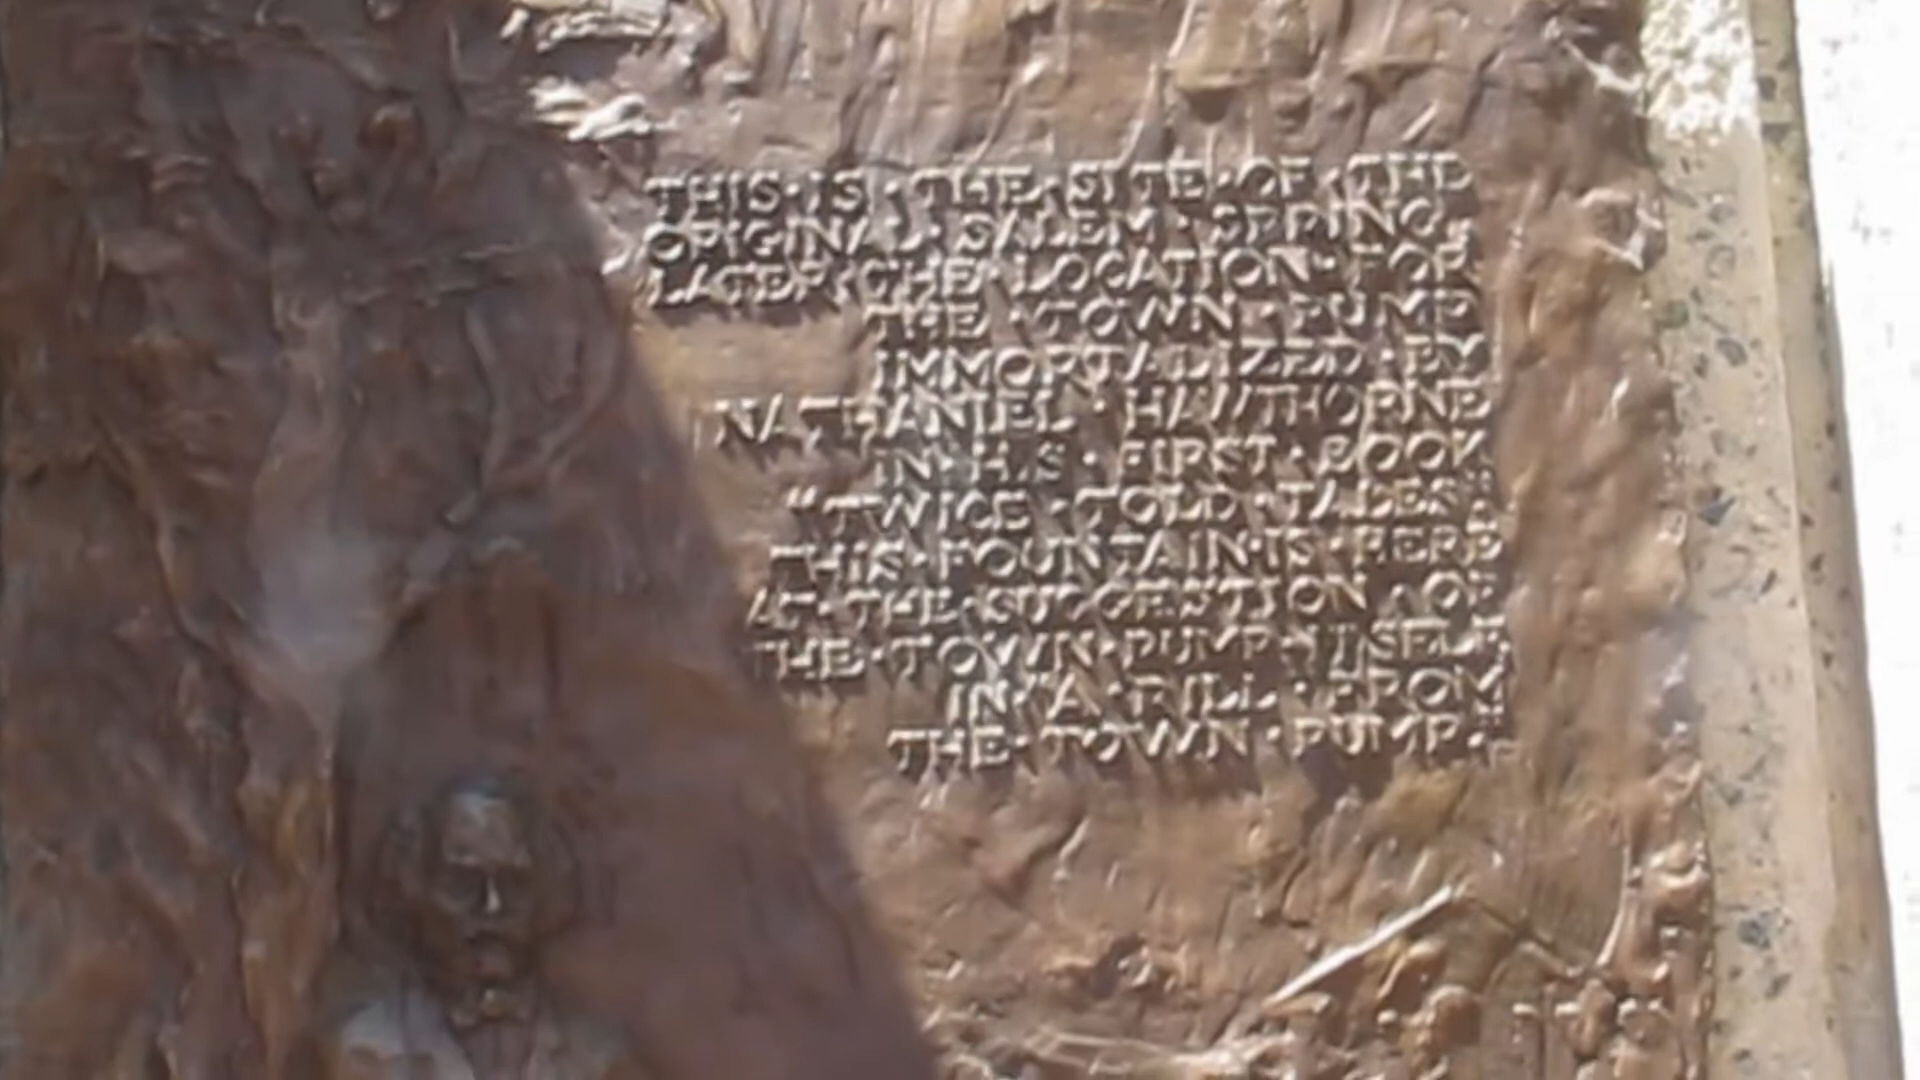 THIS·IS·THE·SITE·OF·THE
ORIGINAL·SALEM·SPRING·
LATER·THE·LOCATION·FOR
THE·TOWN·PUMP
IMMORTALIZED·BY
NATHANIEL·HAWTHORNE
IN·HIS·FIRST·BOOK
"TWICE·TOLD·TALES"
THIS·FOUNTAIN·IS·HERE
AT·THE·SUGGESTION·OF
THE·TOWN·PUMP·ITSELF
IN·"A·RILL·FROM
THE·TOWN·PUMP."